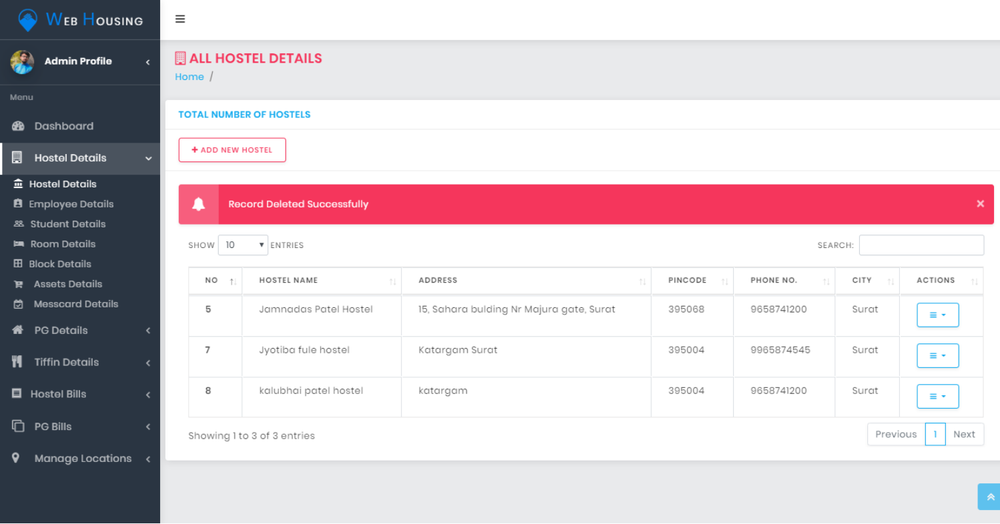 WEB HOUSING
Admin Profile
Menu
Dashboard
Hostel Details
Hostel Details
Employee Details
Student Details
Room Details
Block Details
Assets Details
Messcard Details
PG Details
Tiffin Details
Hostel Bills
PG Bills
Manage Locations
ALL HOSTEL DETAILS
Home /
TOTAL NUMBER OF HOSTELS
+ ADD NEW HOSTEL
Record Deleted Successfully ×
SHOW 10 ENTRIES SEARCH:
NO HOSTEL NAME ADDRESS PINCODE PHONE NO. CITY ACTIONS
5 Jamnadas Patel Hostel 15, Sahara bulding Nr Majura gate, Surat 395068 9658741200 Surat
7 Jyotiba fule hostel Katargam Surat 395004 9965874545 Surat
8 kalubhai patel hostel katargam 395004 9658741200 Surat
Showing 1 to 3 of 3 entries Previous 1 Next